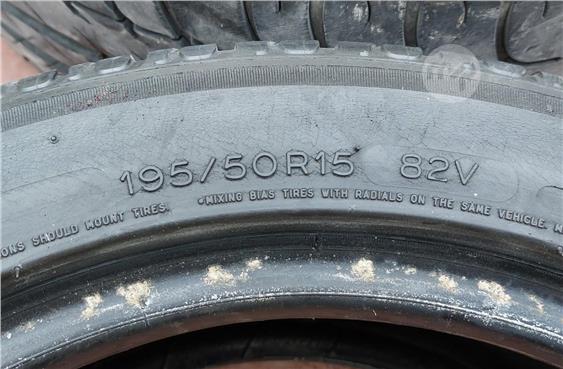 195/50R15 82V
ONS SHOULD MOUNT TIRES. •MIXING BIAS TIRES WITH RADIALS ON THE SAME VEHICLE. M